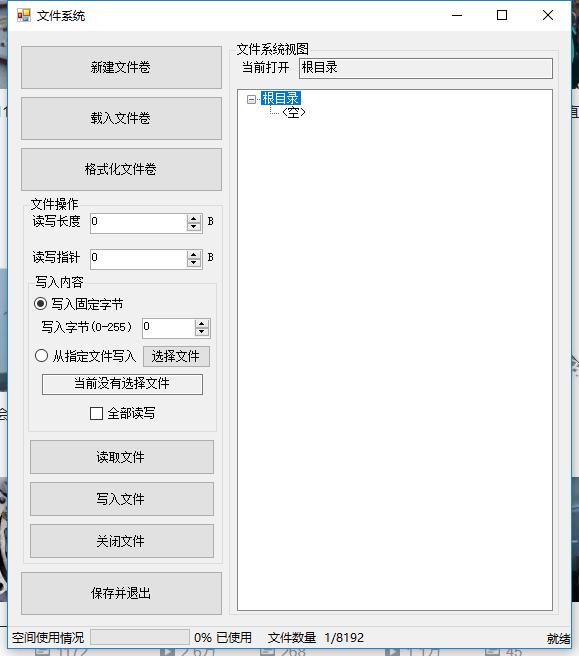 文件系统
新建文件卷
载入文件卷
格式化文件卷
文件操作
读写长度 0 B
读写指针 0 B
写入内容
写入固定字节
写入字节(0-255) 0
从指定文件写入 选择文件
当前没有选择文件
全部读写
读取文件
写入文件
关闭文件
保存并退出
文件系统视图
当前打开 根目录
根目录
<空>
空间使用情况 0% 已使用 文件数量 1/8192 就绪